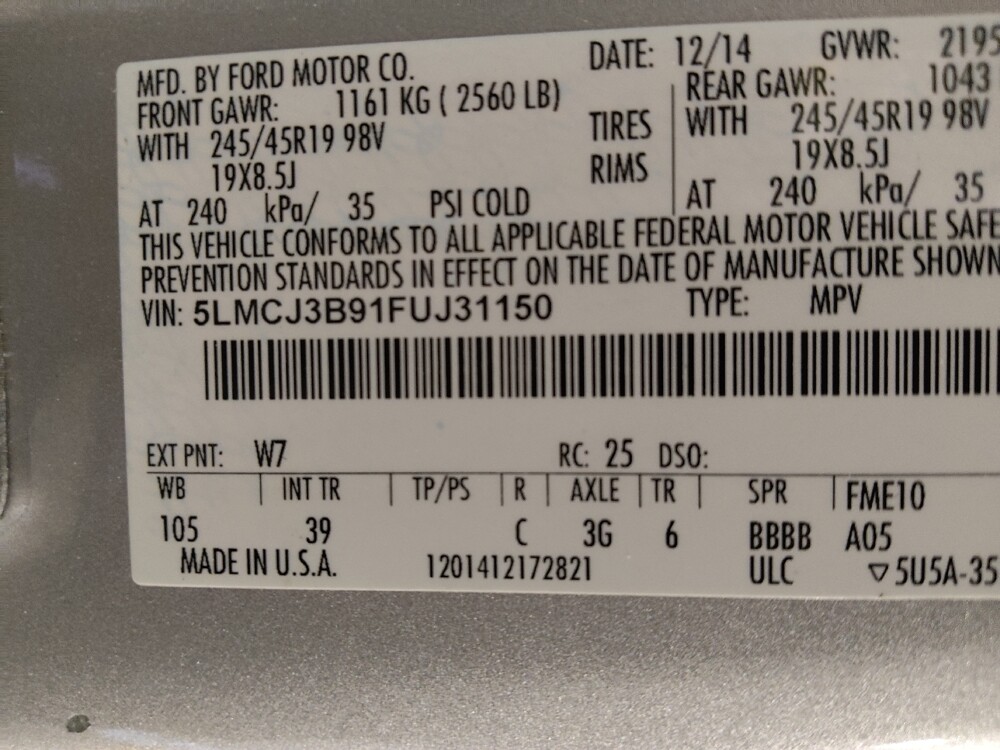 DATE: 12/14 GVWR: 2195
MFD. BY FORD MOTOR CO.
FRONT GAWR: 1161 KG ( 2560 LB) REAR GAWR: 1043
WITH 245/45R19 98V TIRES WITH 245/45R19 98V
19X8.5J RIMS 19X8.5J
AT 240 kPa/ 35 PSI COLD AT 240 kPa/ 35
THIS VEHICLE CONFORMS TO ALL APPLICABLE FEDERAL MOTOR VEHICLE SAFE
PREVENTION STANDARDS IN EFFECT ON THE DATE OF MANUFACTURE SHOWN
VIN: 5LMCJ3B91FUJ31150 TYPE: MPV
EXT PNT: W7 RC: 25 DSO:
WB INT TR TP/PS R AXLE TR SPR FME10
105 39 C 3G 6 BBBB A05
MADE IN U.S.A. 1201412172821 ULC ▽5U5A-35